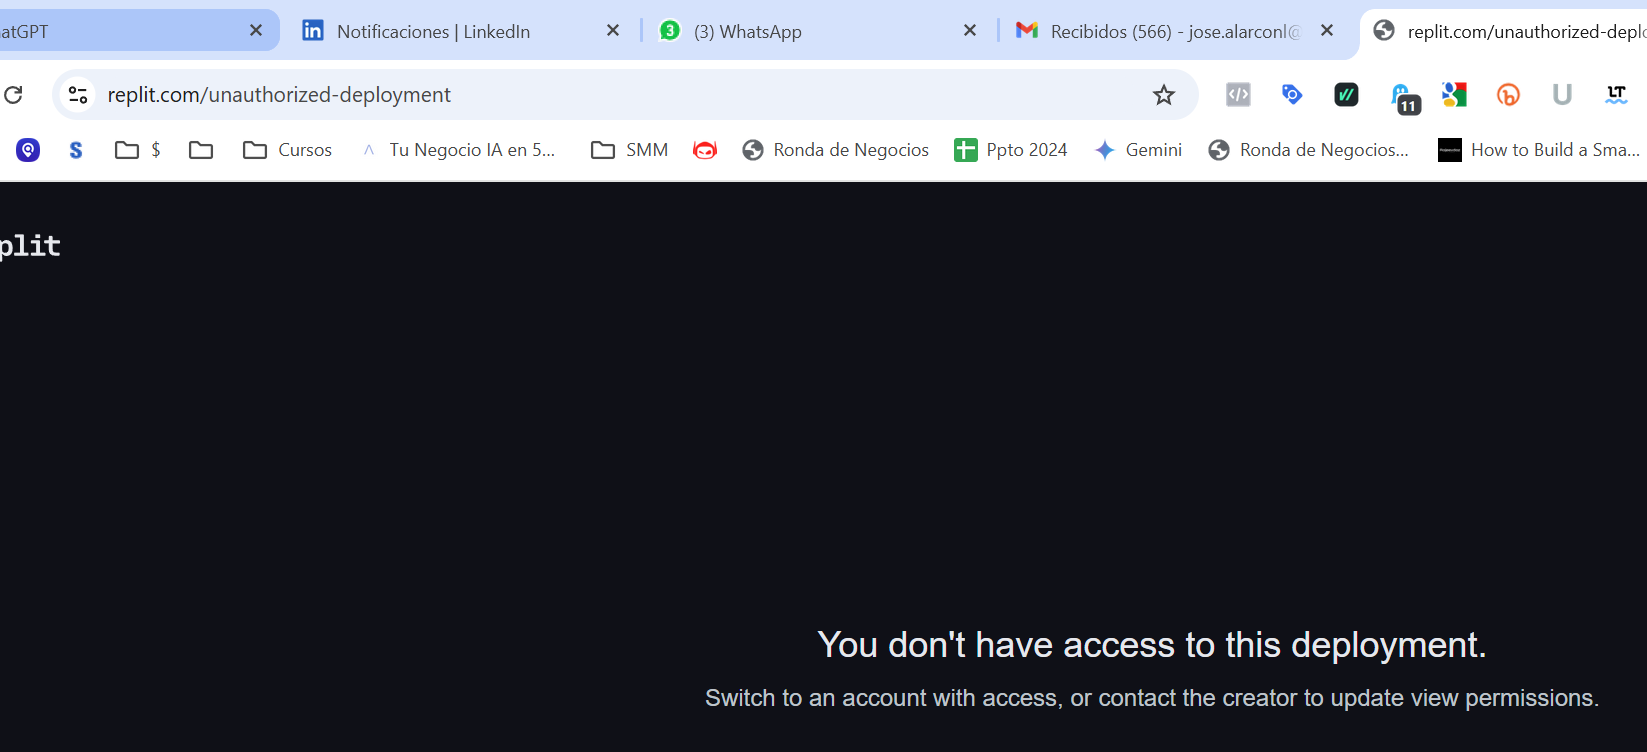 atGPT
Notificaciones | LinkedIn
3 (3) WhatsApp
Recibidos (566) - jose.alarconl@
replit.com/unauthorized-deplo
replit.com/unauthorized-deployment
11
LT
S
$
Cursos
Tu Negocio IA en 5...
SMM
Ronda de Negocios
Ppto 2024
Gemini
Ronda de Negocios...
How to Build a Sma...
plit
You don't have access to this deployment.
Switch to an account with access, or contact the creator to update view permissions.